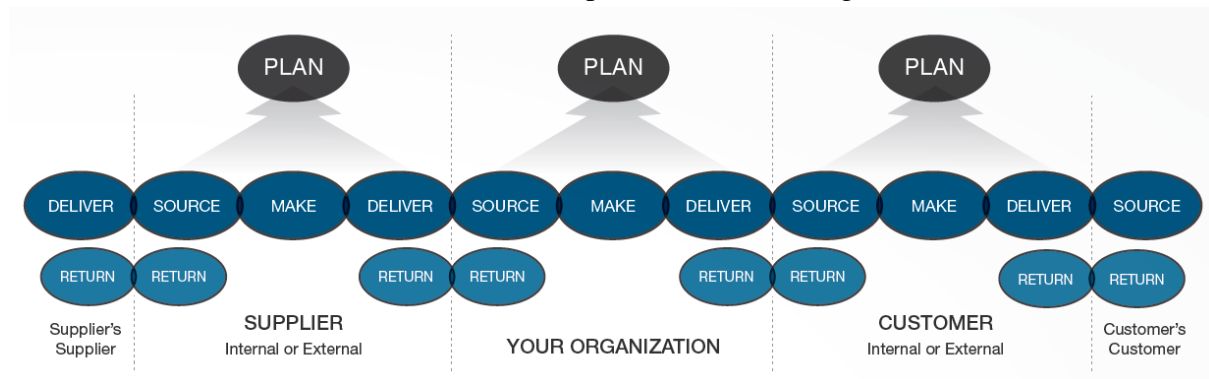 PLAN
PLAN
PLAN
DELIVER SOURCE MAKE DELIVER SOURCE MAKE DELIVER SOURCE MAKE DELIVER SOURCE
RETURN RETURN RETURN RETURN RETURN RETURN RETURN RETURN
Supplier's
Supplier
SUPPLIER
Internal or External
YOUR ORGANIZATION
CUSTOMER
Internal or External
Customer's
Customer